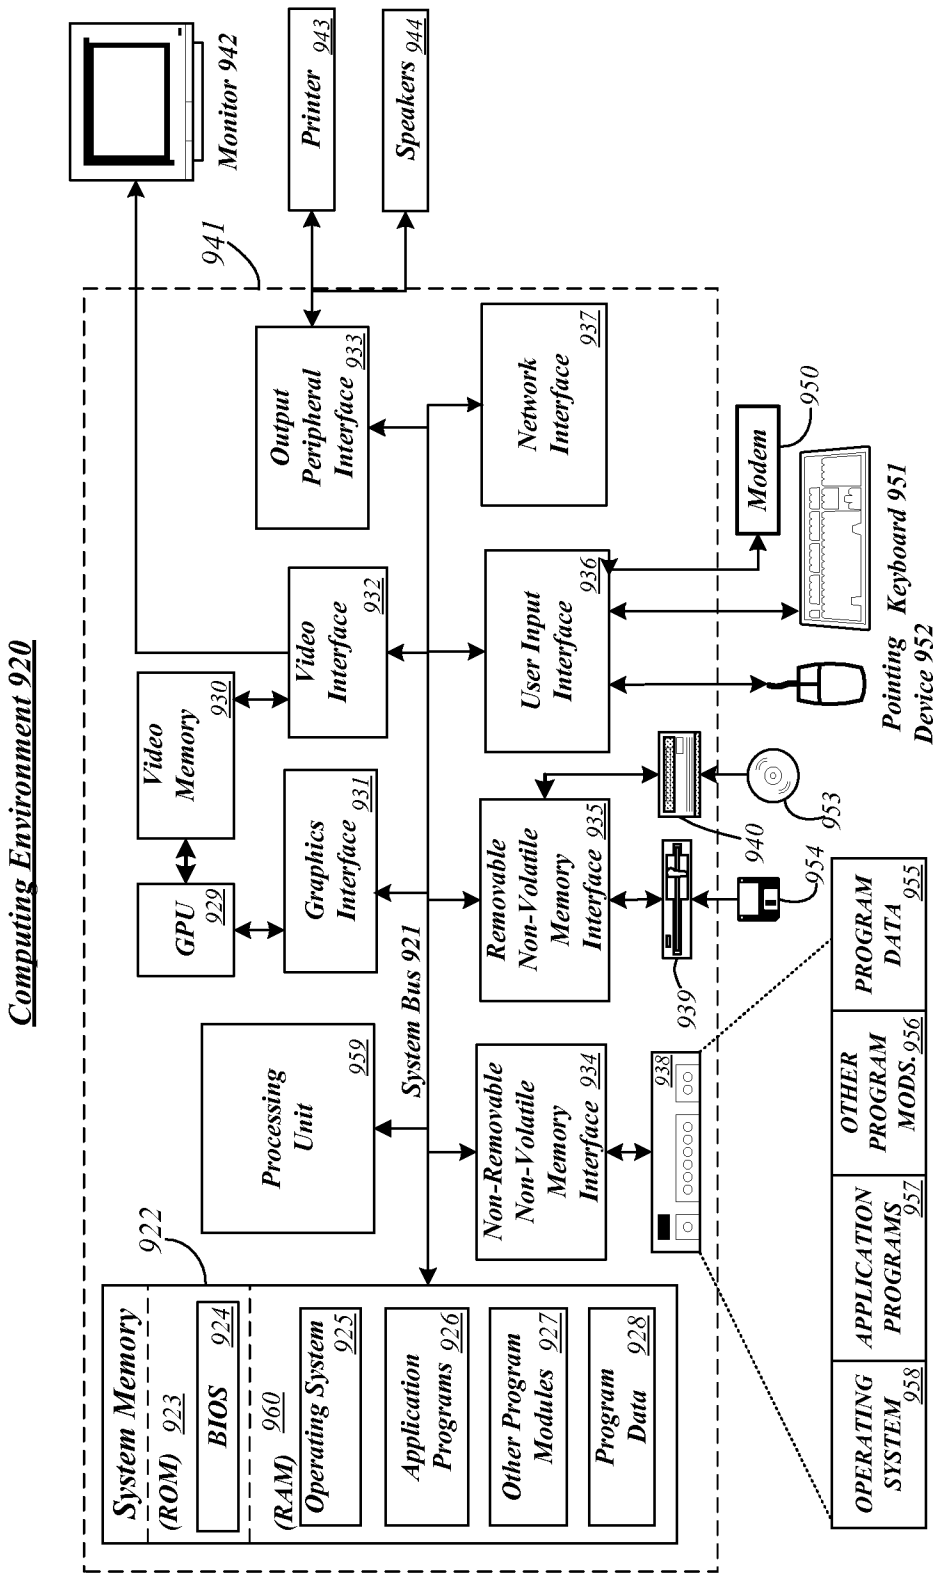 Computing Environment 920
System Memory
(ROM) 923
BIOS 924
(RAM) 960
Operating System
925
Application
Programs 926
Other Program
Modules 927
Program
Data 928
922
Processing
Unit
959
System Bus 921
GPU
929
Video
Memory
930
Graphics
Interface 931
Video
Interface 932
Output
Peripheral
Interface 933
941
Monitor 942
Printer
943
Speakers
944
Non-Removable
Non-Volatile
Memory
Interface 934
Removable
Non-Volatile
Memory
Interface 935
User Input
Interface 936
Network
Interface 937
938
939
940
954
953
Pointing
Device 952
Keyboard 951
Modem
950
OPERATING
SYSTEM 958
APPLICATION
PROGRAMS 957
OTHER
PROGRAM
MODS. 956
PROGRAM
DATA 955